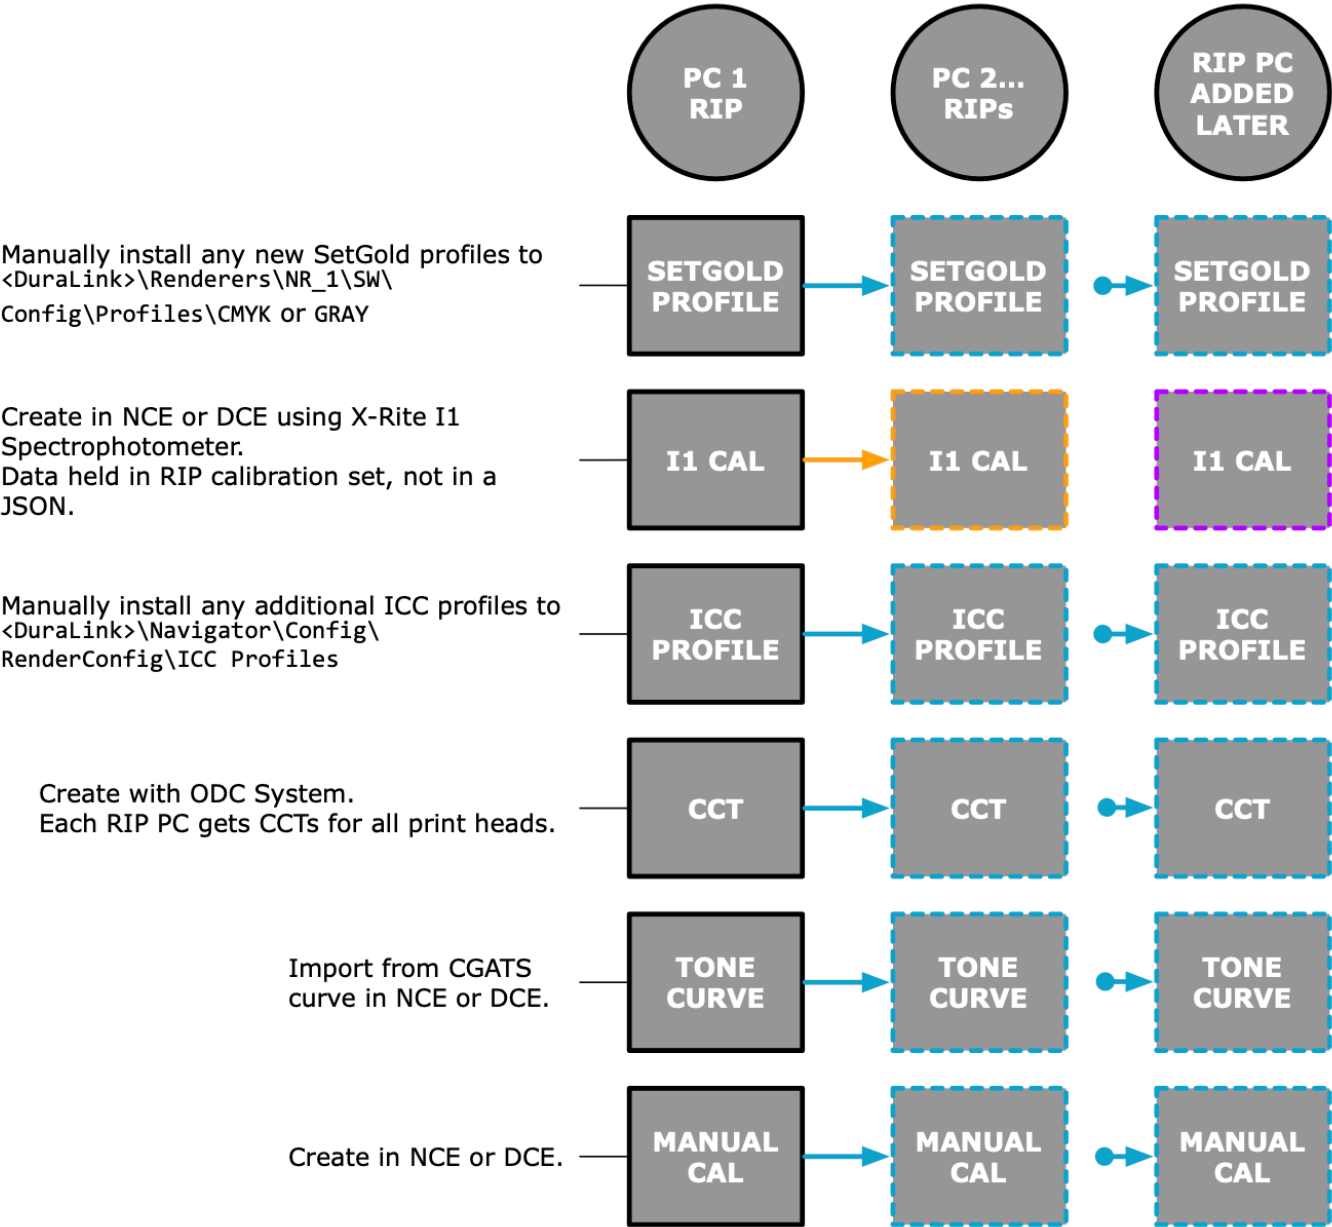 PC 1
RIP
PC 2...
RIPs
RIP PC
ADDED
LATER
Manually install any new SetGold profiles to
<DuraLink>\Renderers\NR_1\SW\
Config\Profiles\CMYK or GRAY
SETGOLD
PROFILE
SETGOLD
PROFILE
SETGOLD
PROFILE
Create in NCE or DCE using X-Rite I1
Spectrophotometer.
Data held in RIP calibration set, not in a
JSON.
I1 CAL
I1 CAL
I1 CAL
Manually install any additional ICC profiles to
<DuraLink>\Navigator\Config\
RenderConfig\ICC Profiles
ICC
PROFILE
ICC
PROFILE
ICC
PROFILE
Create with ODC System.
Each RIP PC gets CCTs for all print heads.
CCT
CCT
CCT
Import from CGATS
curve in NCE or DCE.
TONE
CURVE
TONE
CURVE
TONE
CURVE
Create in NCE or DCE.
MANUAL
CAL
MANUAL
CAL
MANUAL
CAL